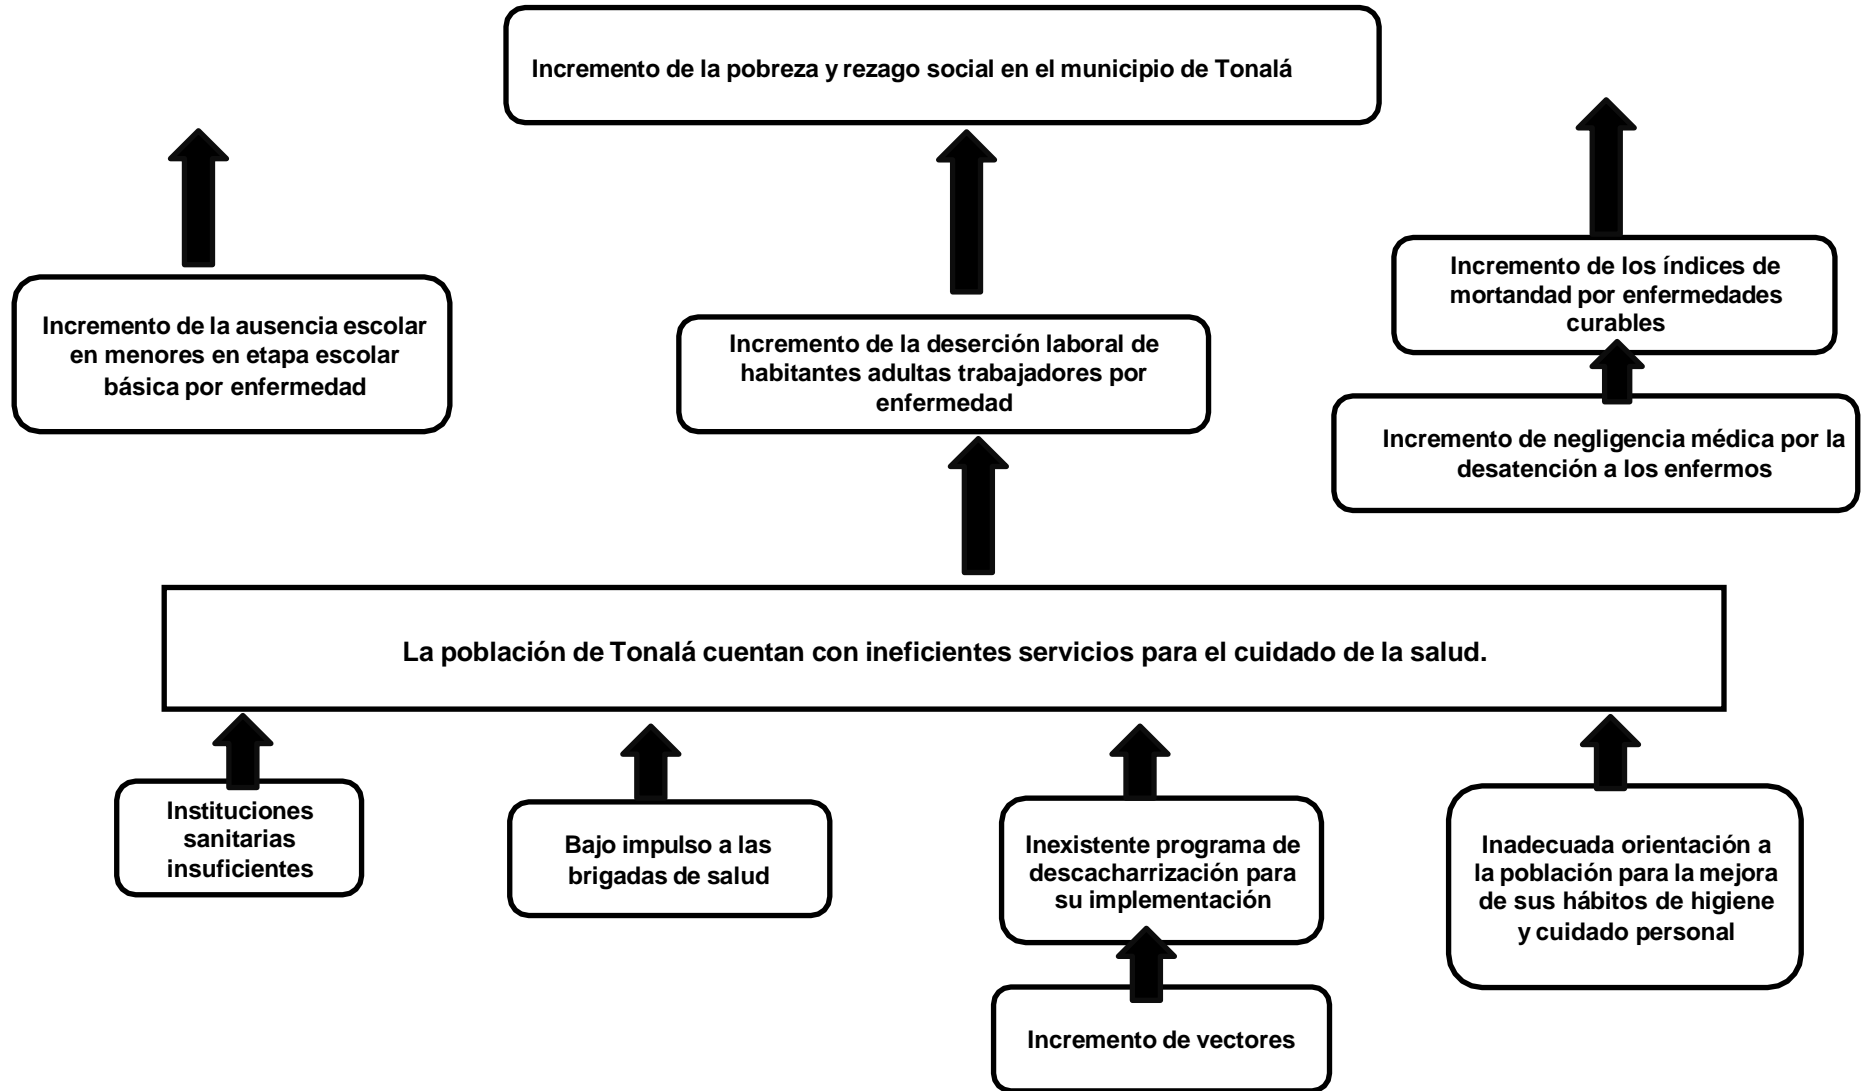 Incremento de la pobreza y rezago social en el municipio de Tonalá
Incremento de la ausencia escolar
en menores en etapa escolar
básica por enfermedad
Incremento de la deserción laboral de
habitantes adultas trabajadores por
enfermedad
Incremento de los índices de
mortandad por enfermedades
curables
Incremento de negligencia médica por la
desatención a los enfermos
La población de Tonalá cuentan con ineficientes servicios para el cuidado de la salud.
Instituciones
sanitarias
insuficientes
Bajo impulso a las
brigadas de salud
Inexistente programa de
descacharrización para
su implementación
Inadecuada orientación a
la población para la mejora
de sus hábitos de higiene
y cuidado personal
Incremento de vectores